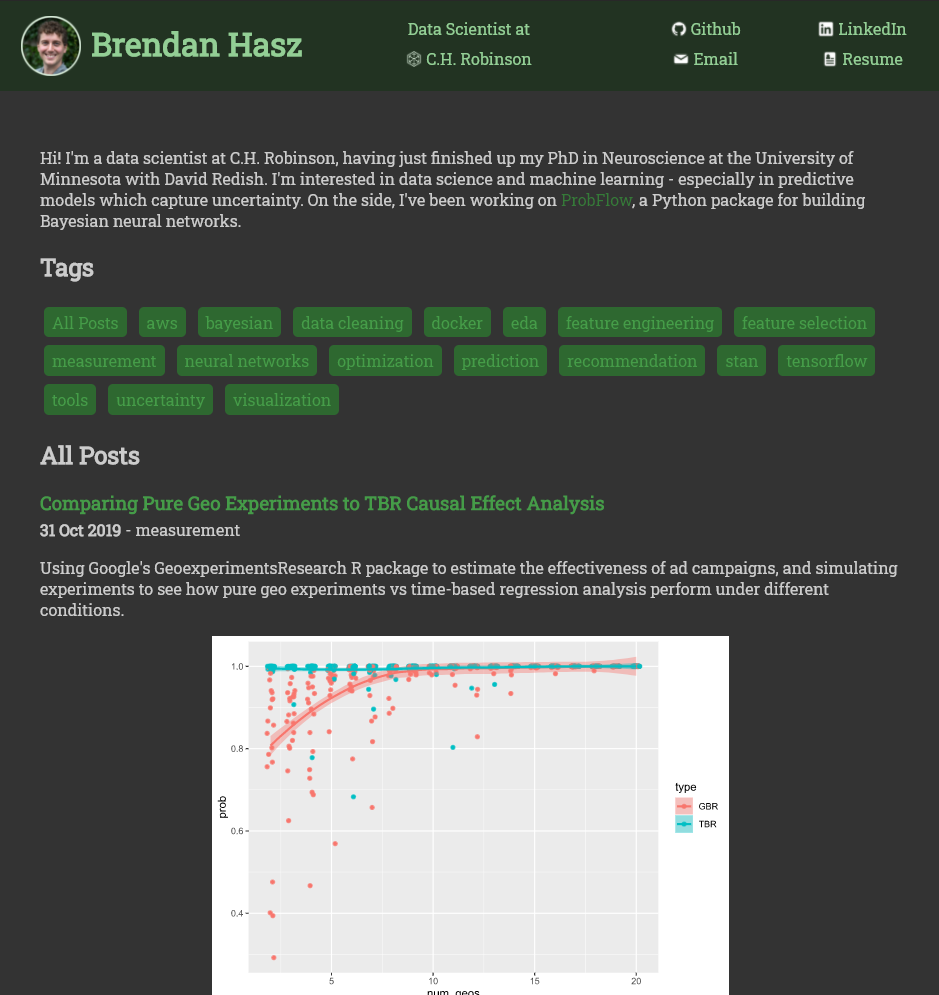 Brendan Hasz
Data Scientist at
C.H. Robinson
Github
Email
LinkedIn
Resume
Hi! I'm a data scientist at C.H. Robinson, having just finished up my PhD in Neuroscience at the University of
Minnesota with David Redish. I'm interested in data science and machine learning - especially in predictive
models which capture uncertainty. On the side, I've been working on ProbFlow, a Python package for building
Bayesian neural networks.
Tags
All Posts aws bayesian data cleaning docker eda feature engineering feature selection
measurement neural networks optimization prediction recommendation stan tensorflow
tools uncertainty visualization
All Posts
Comparing Pure Geo Experiments to TBR Causal Effect Analysis
31 Oct 2019 - measurement
Using Google's GeoexperimentsResearch R package to estimate the effectiveness of ad campaigns, and simulating
experiments to see how pure geo experiments vs time-based regression analysis perform under different
conditions.
1.0
0.8
0.6
0.4
prob
type
GBR
TBR
5 10 15 20
num_geos